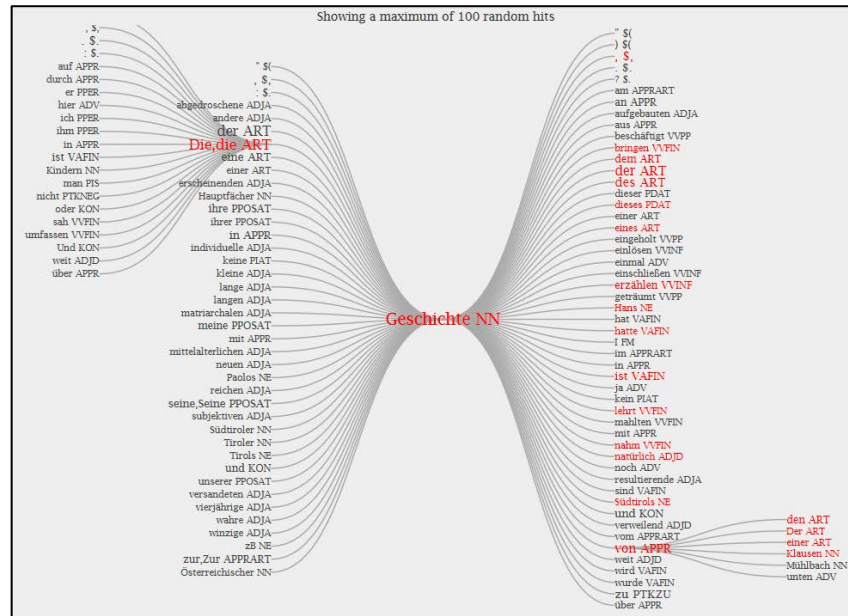 Showing a maximum of 100 random hits
, $,
. $.
: $.
auf APPR
durch APPR
er PPER
hier ADV
ich PPER
ihm PPER
in APPR
ist VAFIN
Kindern NN
man PIS
nicht PTKNEG
oder KON
sah VVFIN
umfassen VVFIN
Und KON
weit ADJD
über APPR
" $(
, $,
: $.
abgedroschene ADJA
andere ADJA
der ART
Die,die ART
eine ART
einer ART
erscheinenden ADJA
Hauptfächer NN
ihre PPOSAT
ihrer PPOSAT
in APPR
individuelle ADJA
keine PIAT
kleine ADJA
lange ADJA
langen ADJA
matriarchalen ADJA
meine PPOSAT
mit APPR
mittelalterlichen ADJA
neuen ADJA
Paolos NE
reichen ADJA
seine,Seine PPOSAT
subjektiven ADJA
Südtiroler NN
Tiroler NN
Tirols NE
und KON
unserer PPOSAT
versandeten ADJA
vierjährige ADJA
wahre ADJA
winzige ADJA
zB NE
zur,Zur APPRART
Österreichischer NN
Geschichte NN
" $(
) $(
, $,
. $.
? $.
am APPRART
an APPR
aufgebauten ADJA
aus APPR
beschäftigt VVPP
bringen VVFIN
dem ART
der ART
des ART
dieser PDAT
dieses PDAT
einer ART
eines ART
eingeholt VVPP
einlösen VVINF
einmal ADV
einschließen VVINF
erzählen VVINF
geträumt VVPP
Hans NE
hat VAFIN
hatte VAFIN
I FM
im APPRART
in APPR
ist VAFIN
ja ADV
kein PIAT
lehrt VVFIN
mahlten VVFIN
mit APPR
nahm VVFIN
natürlich ADJD
noch ADV
resultierende ADJA
sind VAFIN
Südtirols NE
und KON
verweilend ADJD
vom APPRART
von APPR
weit ADJD
wird VAFIN
wurde VAFIN
zu PTKZU
über APPR
den ART
Der ART
einer ART
Klausen NN
Mühlbach NN
unten ADV